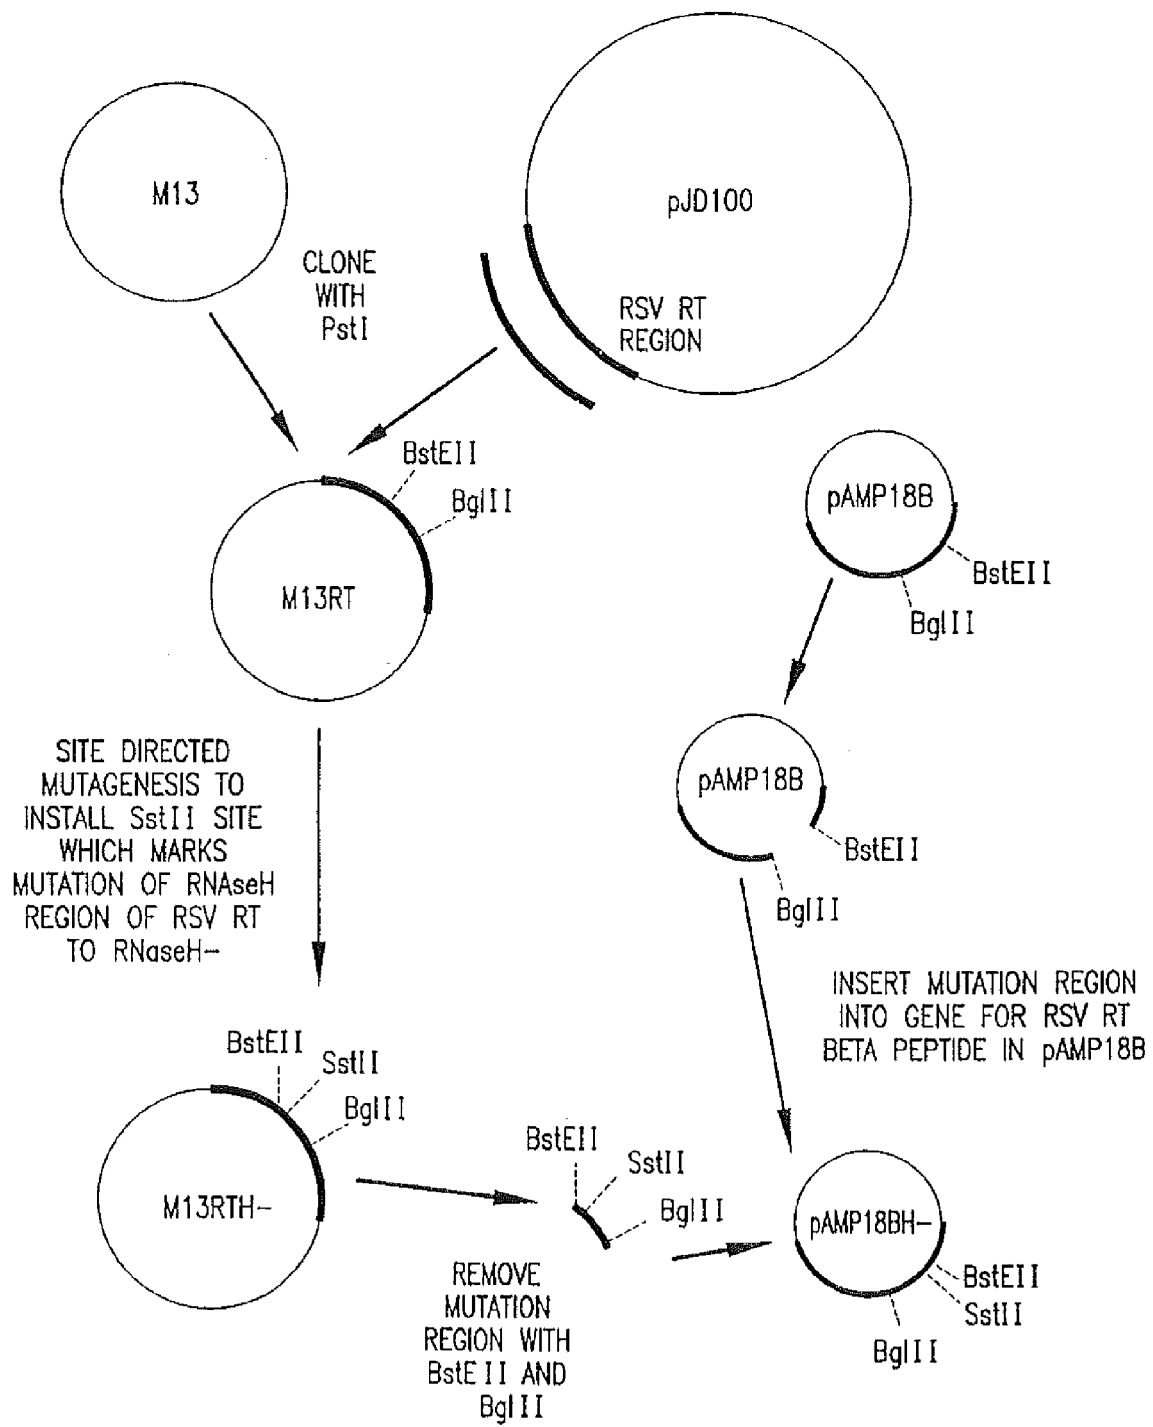 M13
pJD100
CLONE
WITH
PstI
RSV RT
REGION
BstEII
BglII
M13RT
pAMP18B
BstEII
BglII
SITE DIRECTED
MUTAGENESIS TO
INSTALL SstII SITE
WHICH MARKS
MUTATION OF RNAseH
REGION OF RSV RT
TO RNaseH-
pAMP18B
BstEII
BglII
INSERT MUTATION REGION
INTO GENE FOR RSV RT
BETA PEPTIDE IN pAMP18B
BstEII
SstII
BglII
M13RTH-
BstEII
SstII
BglII
REMOVE
MUTATION
REGION WITH
BstEII AND
BglII
pAMP18BH-
BstEII
SstII
BglII